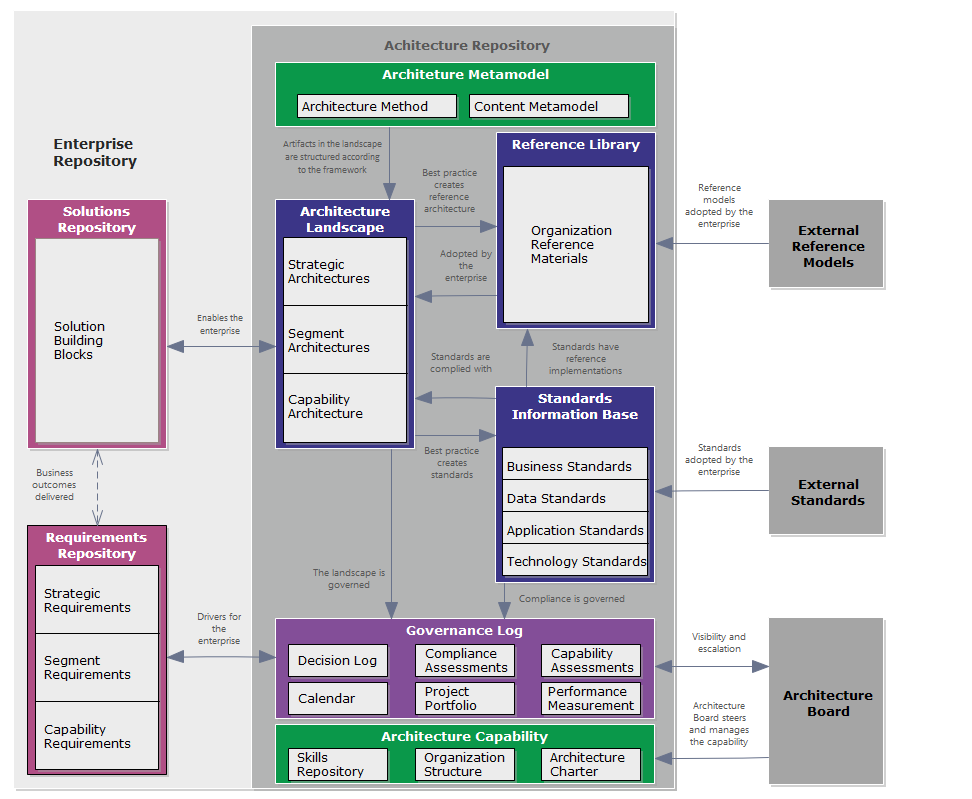 Achitecture Repository
Architeture Metamodel
Architecture Method
Content Metamodel
Enterprise
Repository
Artifacts in the landscape
are structured according
to the framework
Reference Library
Organization
Reference
Materials
Best practice
creates
reference
architecture
Reference
models
adopted by the
enterprise
External
Reference
Models
Solutions
Repository
Solution
Building
Blocks
Architecture
Landscape
Strategic
Architectures
Segment
Architectures
Capability
Architecture
Adopted by
the
enterprise
Enables the
enterprise
Standards are
complied with
Standards have
reference
implementations
Standards
Information Base
Business Standards
Data Standards
Application Standards
Technology Standards
Best practice
creates
standards
Standards
adopted by the
enterprise
External
Standards
Business
outcomes
delivered
Requirements
Repository
Strategic
Requirements
Segment
Requirements
Capability
Requirements
The landscape is
governed
Compliance is governed
Drivers for
the
enterprise
Governance Log
Decision Log
Compliance
Assessments
Capability
Assessments
Calendar
Project
Portfolio
Performance
Measurement
Visibility and
escalation
Architecture
Board
Architecture
Board steers
and manages
the capability
Architecture Capability
Skills
Repository
Organization
Structure
Architecture
Charter